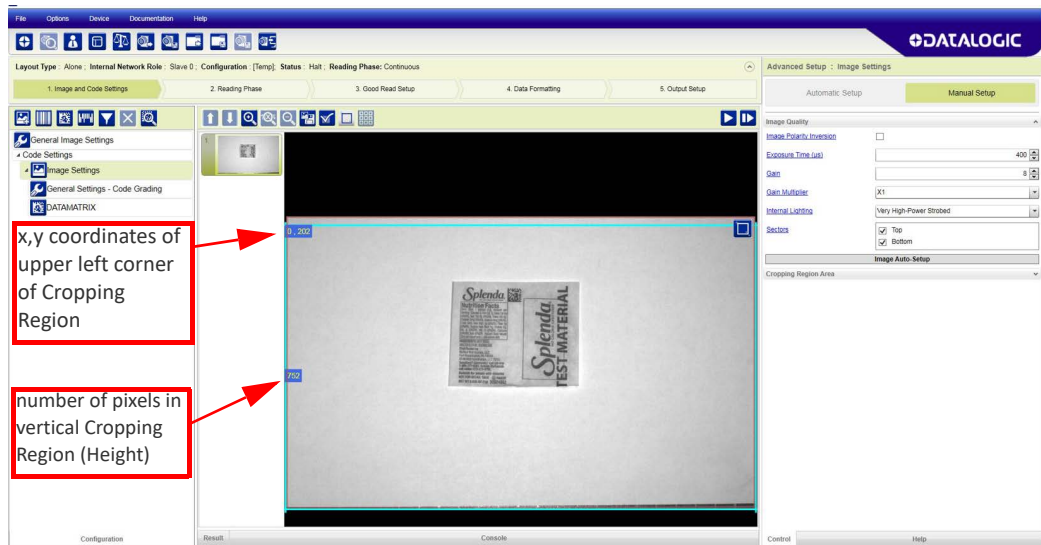 File Options Device Documentation Help
DATALOGIC
Layout Type : Alone ; Internal Network Role : Slave 0 ; Configuration : [Temp]; Status : Halt ; Reading Phase: Continuous
1. Image and Code Settings 2. Reading Phase 3. Good Read Setup 4. Data Formatting 5. Output Setup
Advanced Setup : Image Settings
Automatic Setup Manual Setup
General Image Settings
Code Settings
Image Settings
General Settings - Code Grading
DATAMATRIX
x,y coordinates of
upper left corner
of Cropping
Region
number of pixels in
vertical Cropping
Region (Height)
1
0 , 202
752
Splenda
Nutrition Facts
Splenda
TEST MATERIAL
Image Quality
Image Polarity Inversion
Exposure Time (us) 400
Gain 8
Gain Multiplier X1
Internal Lighting Very High-Power Strobed
Sectors Top
Bottom
Image Auto-Setup
Cropping Region Area
Configuration Result Console Control Help